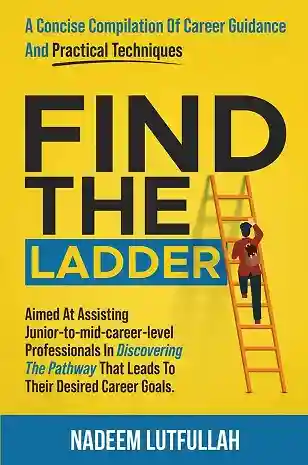 A Concise Compilation Of Career Guidance
And Practical Techniques
FIND
THE
LADDER
Aimed At Assisting
Junior-to-mid-career-level
Professionals In Discovering
The Pathway That Leads To
Their Desired Career Goals.
NADEEM LUTFULLAH